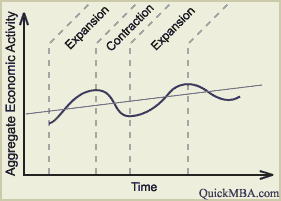 Expansion
Contraction
Expansion
Aggregate Economic Activity
Time
QuickMBA.com